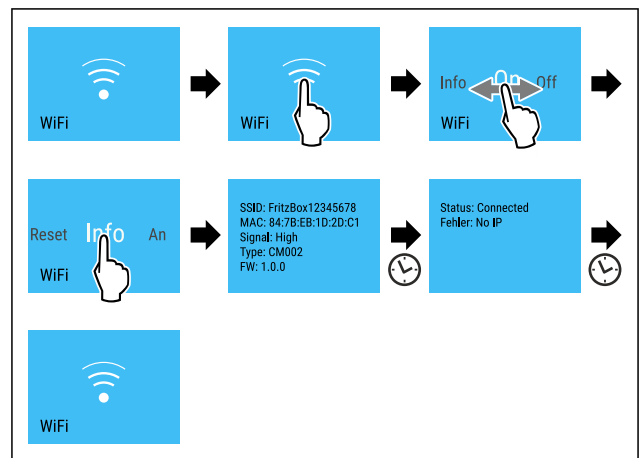 WiFi
WiFi
Info On Off
WiFi
Reset Info An
WiFi
SSID: FritzBox12345678
MAC: 84:7B:EB:1D:2D:C1
Signal: High
Type: CM002
FW: 1.0.0
Status: Connected
Fehler: No IP
WiFi